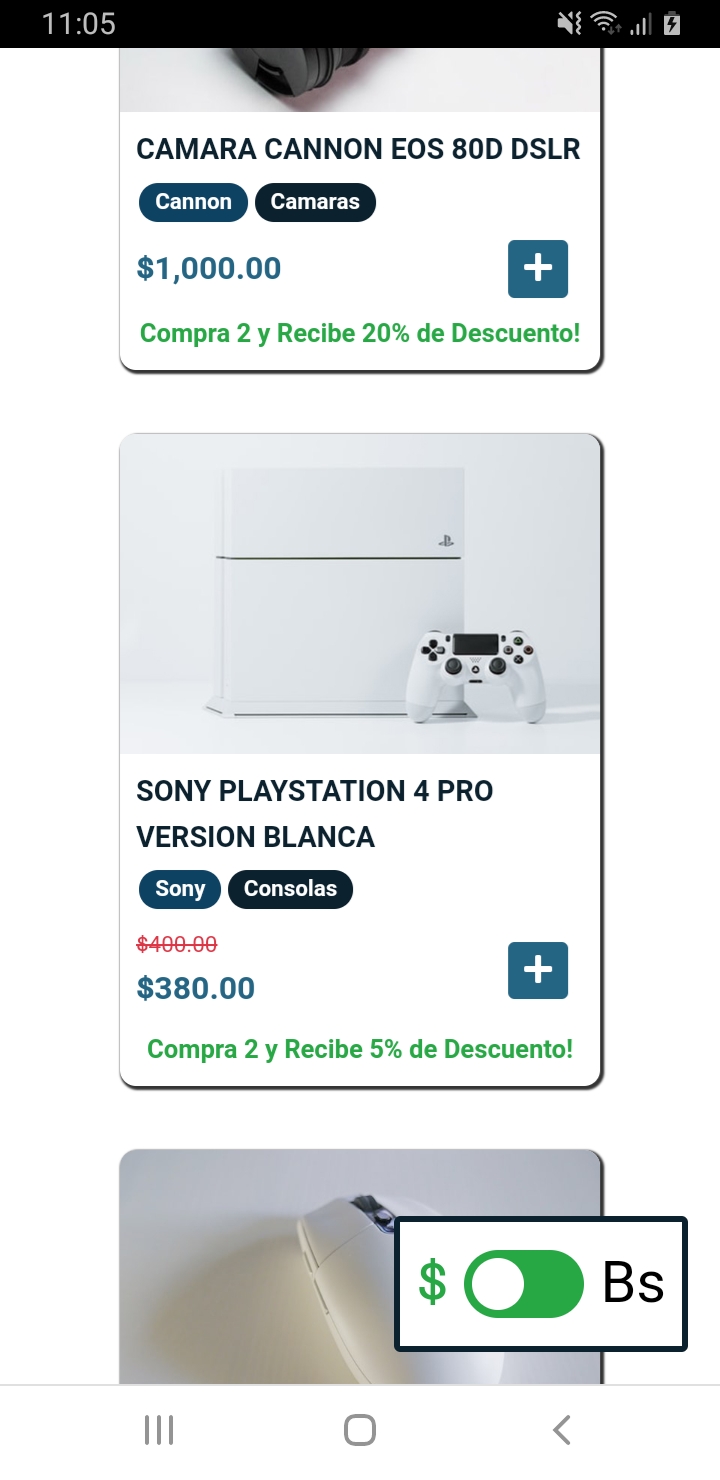 11:05
CAMARA CANNON EOS 80D DSLR
Cannon Camaras
$1,000.00
Compra 2 y Recibe 20% de Descuento!
SONY PLAYSTATION 4 PRO
VERSION BLANCA
Sony Consolas
$400.00
$380.00
Compra 2 y Recibe 5% de Descuento!
$ Bs